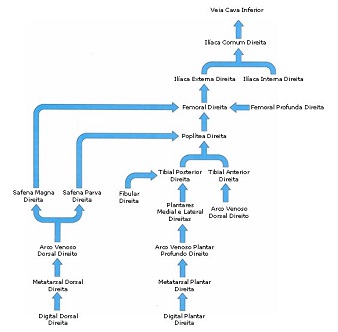 Veia Cava Inferior
Ilíaca Comum Direita
Ilíaca Externa Direita
Ilíaca Interna Direita
Femoral Direita
Femoral Profunda Direita
Poplítea Direita
Safena Magna
Direita
Safena Parva
Direita
Fibular
Direita
Tibial Posterior
Direita
Tibial Anterior
Direita
Plantares
Medial e Lateral
Direitas
Arco Venoso
Dorsal Direito
Arco Venoso
Dorsal Direito
Arco Venoso Plantar
Profundo Direito
Metatarsal Dorsal
Direita
Metatarsal Plantar
Direita
Digital Dorsal
Direita
Digital Plantar
Direita